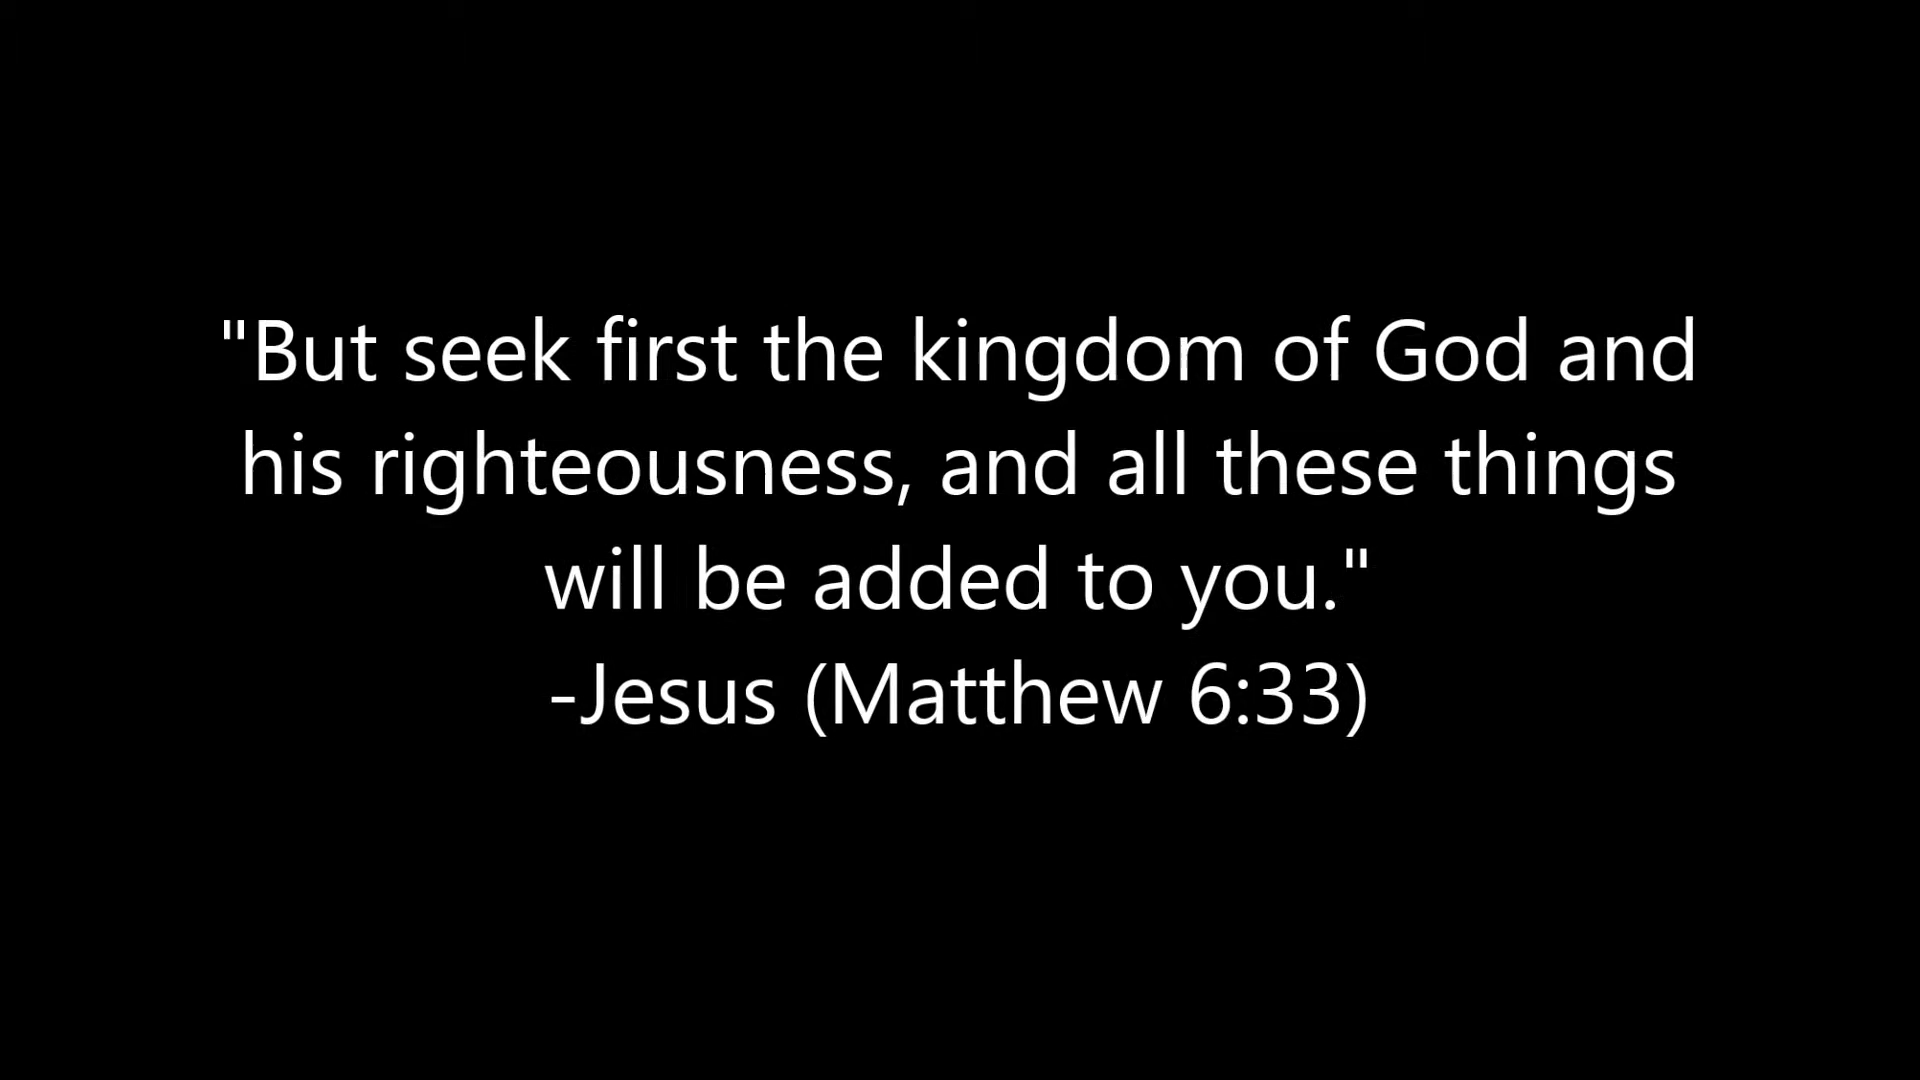 "But seek first the kingdom of God and
his righteousness, and all these things
will be added to you."
-Jesus (Matthew 6:33)